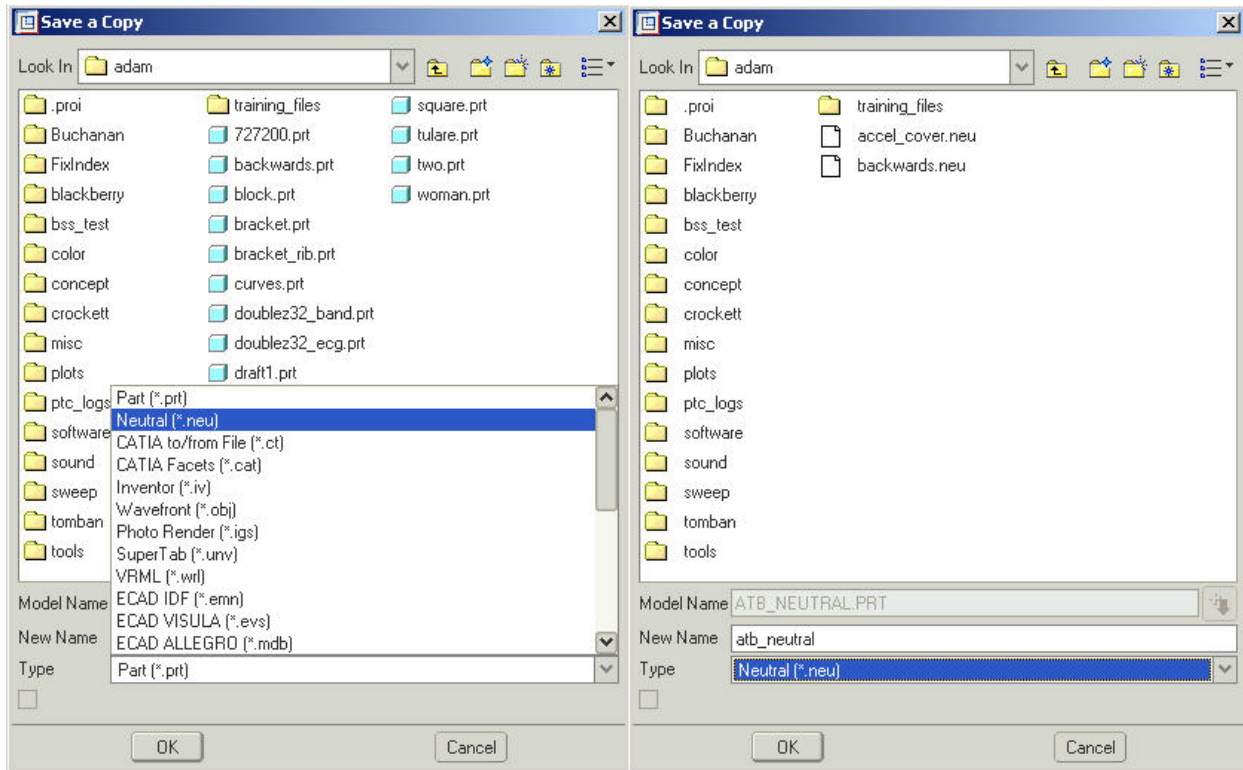 Save a Copy
Look In adam
.proi
Buchanan
FixIndex
blackberry
bss_test
color
concept
crockett
misc
plots
ptc_logs
software
sound
sweep
tomban
tools
training_files
727200.prt
backwards.prt
block.prt
bracket.prt
bracket_rib.prt
curves.prt
doublez32_band.prt
doublez32_ecg.prt
draft1.prt
square.prt
tulare.prt
two.prt
woman.prt
Part (*.prt)
Neutral (*.neu)
CATIA to/from File (*.ct)
CATIA Facets (*.cat)
Inventor (*.iv)
Wavefront (*.obj)
Photo Render (*.igs)
SuperTab (*.unv)
VRML (*.wrl)
ECAD IDF (*.emn)
ECAD VISULA (*.evs)
ECAD ALLEGRO (*.mdb)
Model Name
New Name
Type Part (*.prt)
OK Cancel
Save a Copy
Look In adam
.proi
Buchanan
FixIndex
blackberry
bss_test
color
concept
crockett
misc
plots
ptc_logs
software
sound
sweep
tomban
tools
training_files
accel_cover.neu
backwards.neu
Model Name ATB_NEUTRAL.PRT
New Name atb_neutral
Type Neutral (*.neu)
OK Cancel